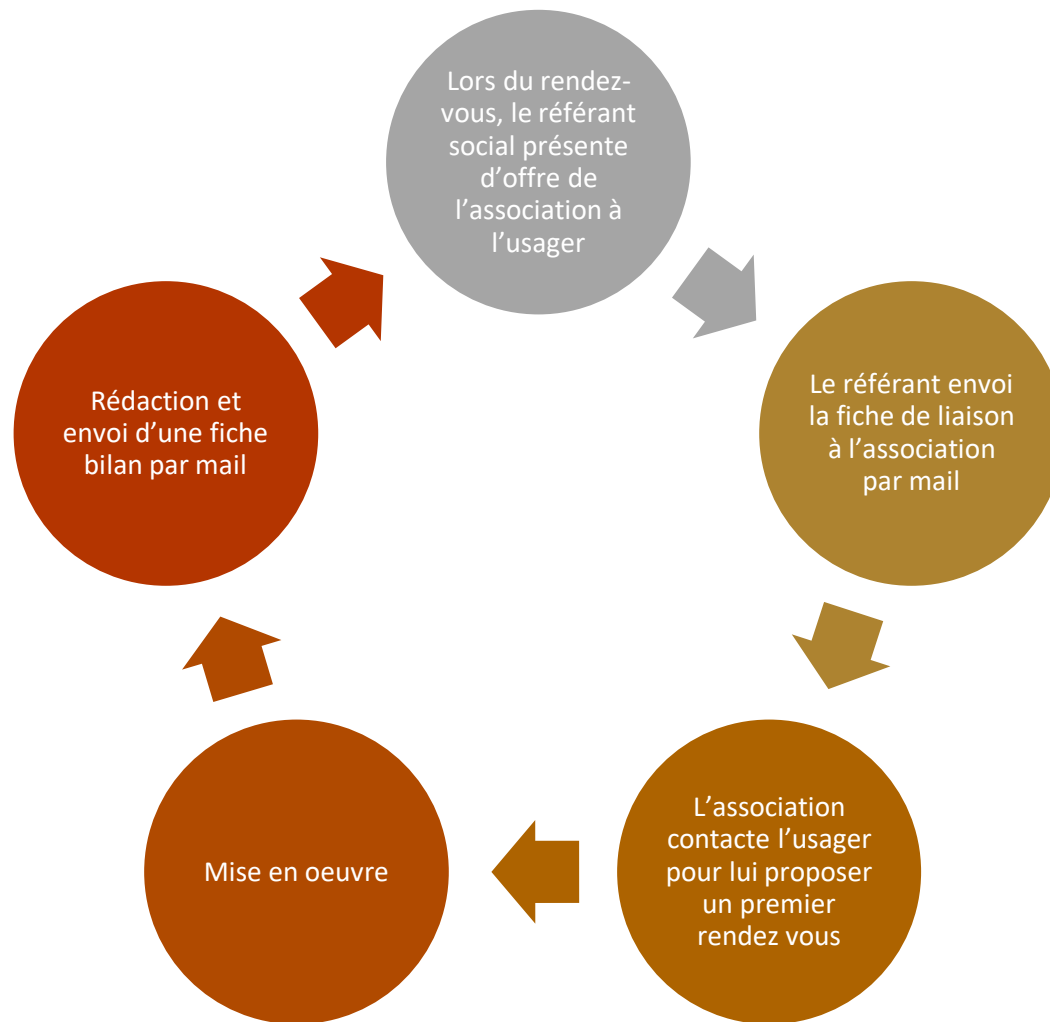 Lors du rendez-
vous, le référant
social présente
d’offre de
l’association à
l’usager
Le référant envoi
la fiche de liaison
à l’association
par mail
L’association
contacte l’usager
pour lui proposer
un premier
rendez vous
Mise en oeuvre
Rédaction et
envoi d’une fiche
bilan par mail